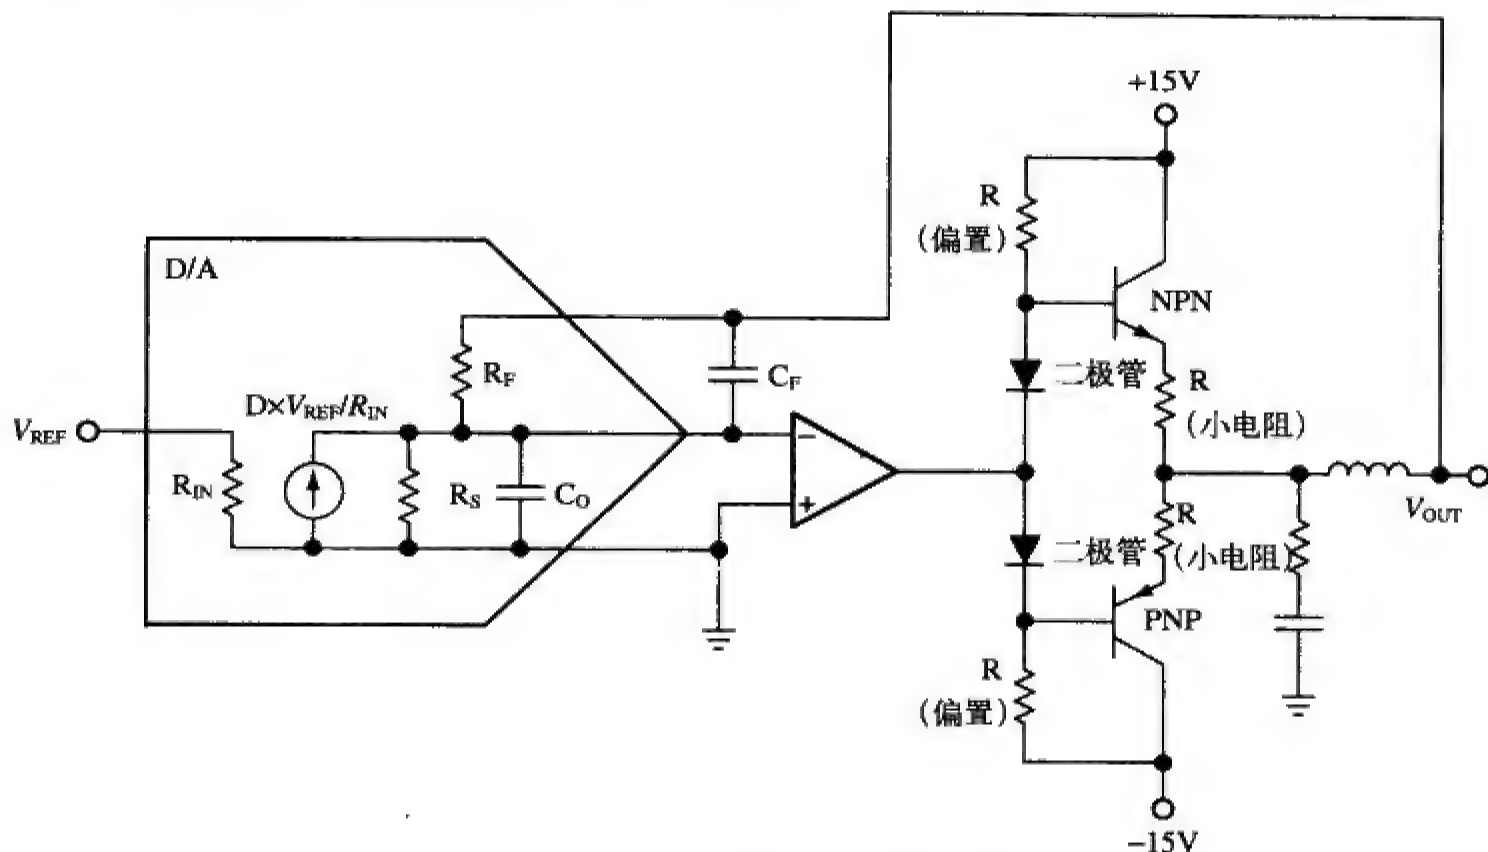 +15V
R
(偏置)
NPN
D/A
二极管
R
(小电阻)
R_F
C_F
D×V_REF/R_IN
V_REF
−
R_IN
R_S
C_O
+
V_OUT
R
二极管
(小电阻)
PNP
R
(偏置)
−15V